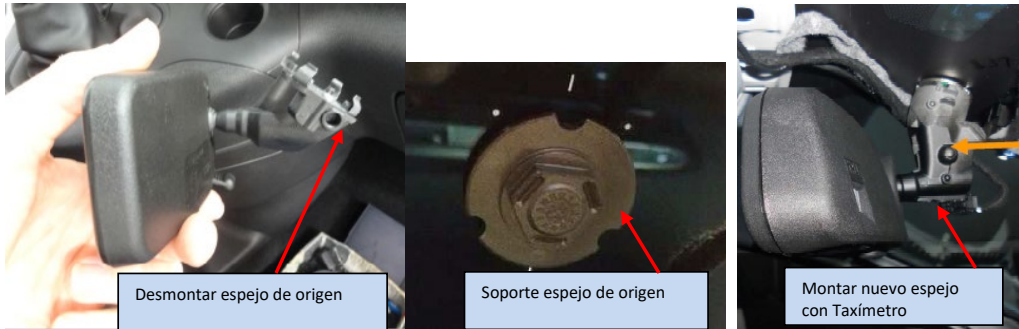 Desmontar espejo de origen
Soporte espejo de origen
Montar nuevo espejo
con Taxímetro